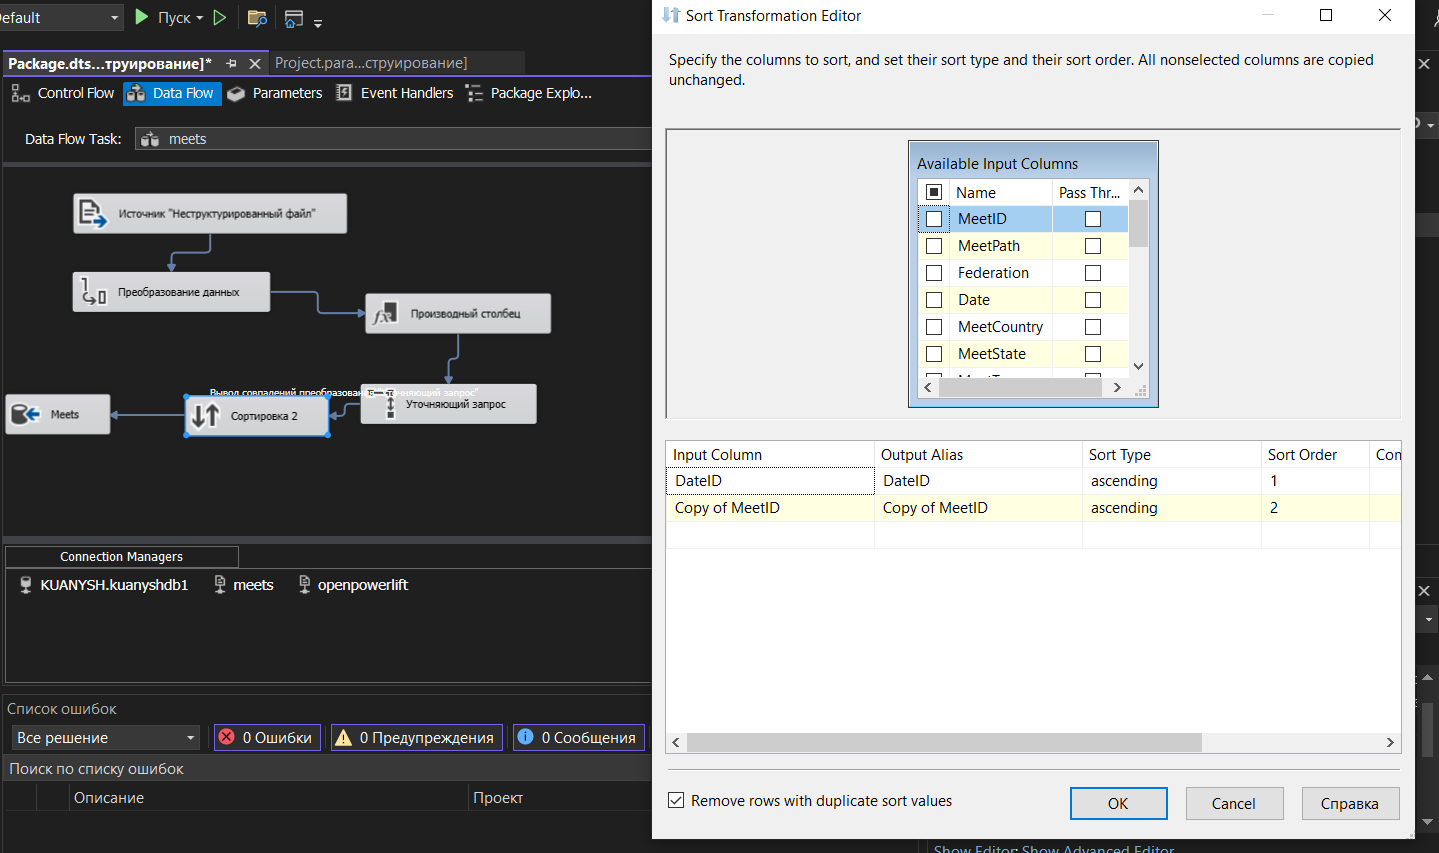 efault
Пуск
Package.dts...труирование]*
Project.para...струирование]
Control Flow
Data Flow
Parameters
Event Handlers
Package Explo...
Data Flow Task:
meets
Источник "Неструктурированный файл"
Преобразование данных
Производный столбец
Вывод совпадений преобразования "Уточняющий запрос"
Уточняющий запрос
Сортировка 2
Meets
Connection Managers
KUANYSH.kuanyshdb1
meets
openpowerlift
Список ошибок
Все решение
0 Ошибки
0 Предупреждения
0 Сообщения
Поиск по списку ошибок
Описание
Проект
Sort Transformation Editor
Specify the columns to sort, and set their sort type and their sort order. All nonselected columns are copied
unchanged.
Available Input Columns
Name Pass Thr...
MeetID
MeetPath
Federation
Date
MeetCountry
MeetState
Input Column Output Alias Sort Type Sort Order Con
DateID DateID ascending 1
Copy of MeetID Copy of MeetID ascending 2
Remove rows with duplicate sort values
OK
Cancel
Справка
Show Editor; Show Advanced Editor